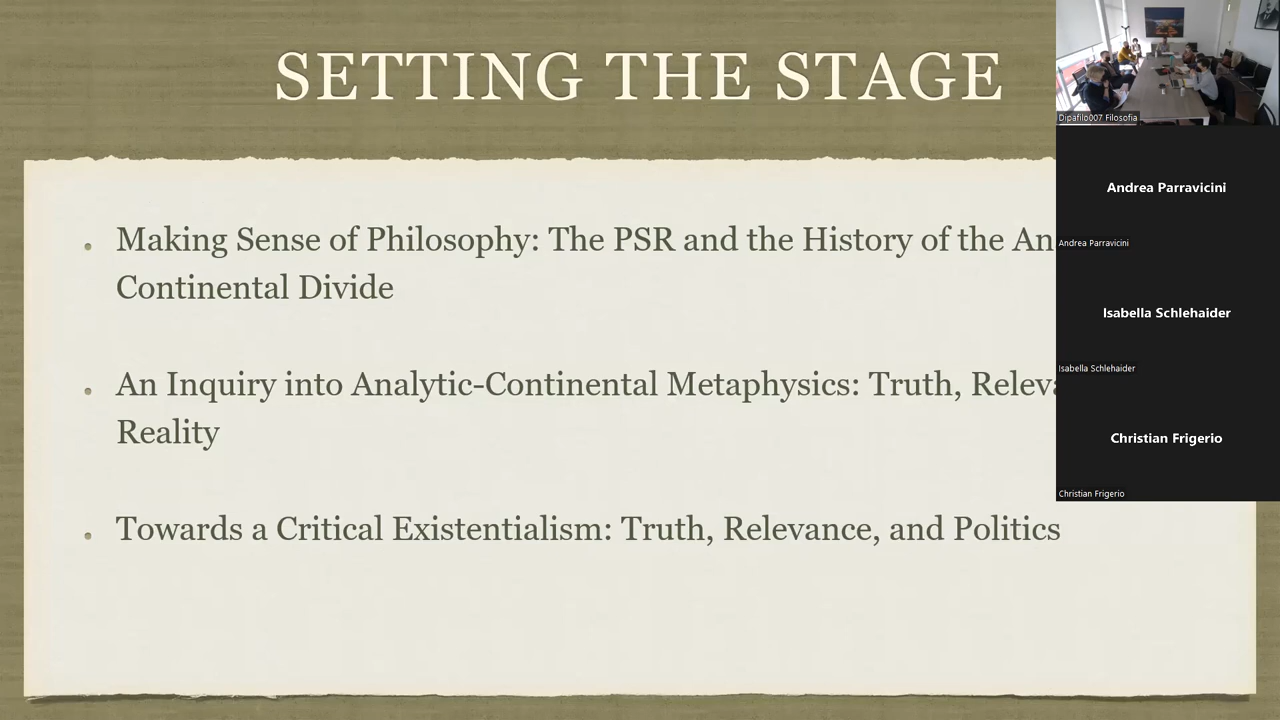 SETTING THE STAGE
Making Sense of Philosophy: The PSR and the History of the An
Continental Divide
An Inquiry into Analytic-Continental Metaphysics: Truth, Releva
Reality
Towards a Critical Existentialism: Truth, Relevance, and Politics
Dipafilo007 Filosofia
Andrea Parravicini
Andrea Parravicini
Isabella Schlehaider
Isabella Schlehaider
Christian Frigerio
Christian Frigerio